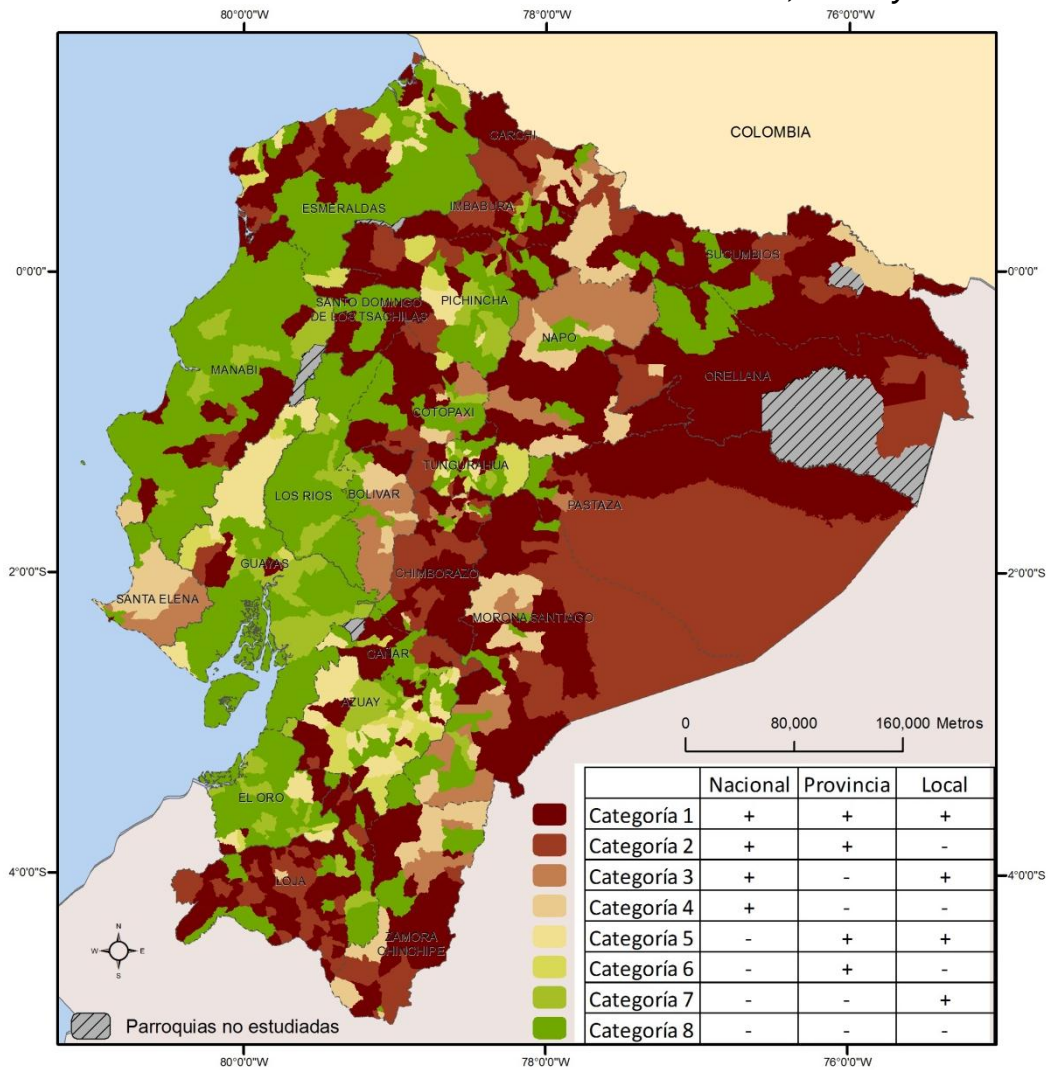 80°0'0"W 78°0'0"W 76°0'0"W
COLOMBIA
CARCHI
ESMERALDAS
IMBABURA
SUCUMBIOS
0°0'0"
0°0'0"
PICHINCHA
SANTO DOMINGO
DE LOS TSACHILAS
NAPO
MANABI
ORELLANA
COTOPAXI
TUNGURAHUA
LOS RIOS
BOLIVAR
PASTAZA
GUAYAS
2°0'0"S
2°0'0"S
CHIMBORAZO
SANTA ELENA
MORONA SANTIAGO
CAÑAR
AZUAY
0 80,000 160,000 Metros
EL ORO
Nacional Provincia Local
Categoría 1 + + +
Categoría 2 + + -
Categoría 3 + - +
Categoría 4 + - -
Categoría 5 - + +
Categoría 6 - + -
Categoría 7 - - +
Categoría 8 - - -
4°0'0"S
4°0'0"S
LOJA
ZAMORA
CHINCHIPE
N
W E
S
Parroquias no estudiadas
80°0'0"W 78°0'0"W 76°0'0"W